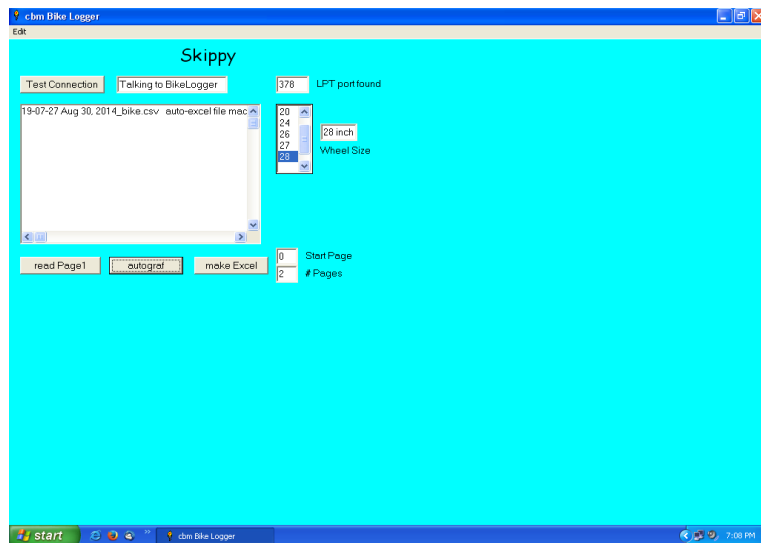 cbm Bike Logger
Edit
Skippy
Test Connection Talking to BikeLogger 378 LPT port found
19-07-27 Aug 30, 2014_bike.csv auto-excel file mac
20
24
26
27
28
28 inch
Wheel Size
read Page1 autograf make Excel
0 Start Page
2 # Pages
start cbm Bike Logger 7:08 PM